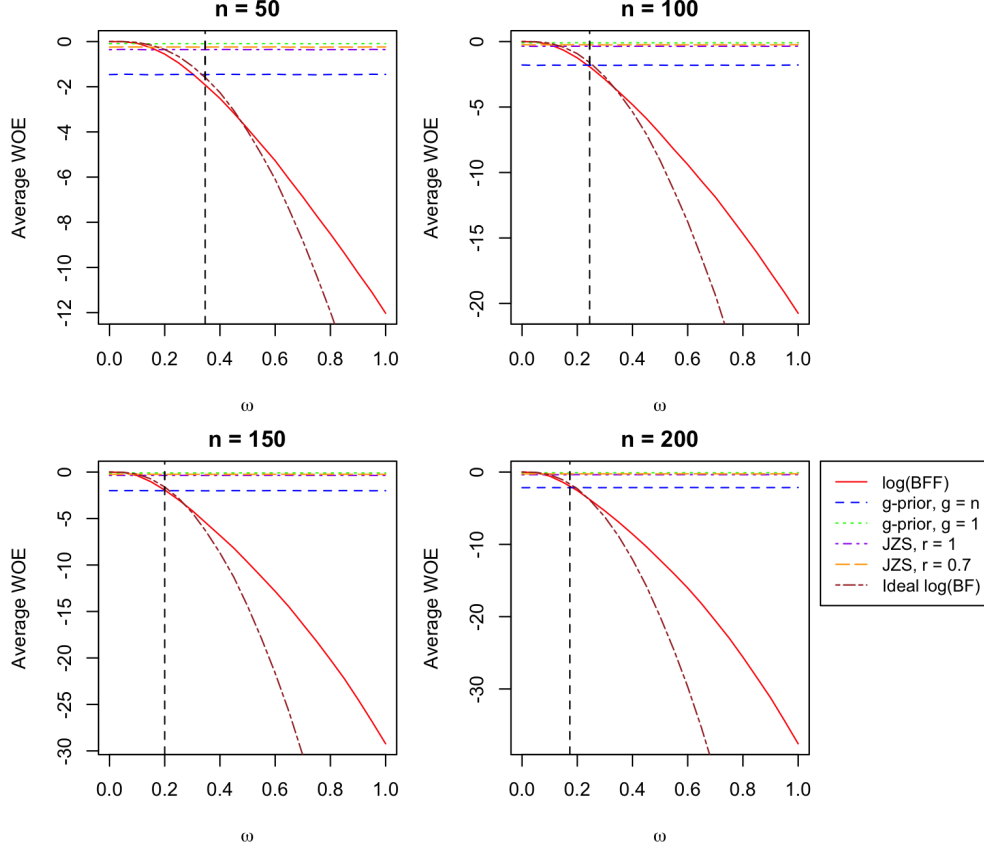 n = 50
Average WOE
0
-2
-4
-6
-8
-10
-12
0.0 0.2 0.4 0.6 0.8 1.0
ω
n = 100
Average WOE
0
-5
-10
-15
-20
0.0 0.2 0.4 0.6 0.8 1.0
ω
n = 150
Average WOE
0
-5
-10
-15
-20
-25
-30
0.0 0.2 0.4 0.6 0.8 1.0
ω
n = 200
Average WOE
0
-10
-20
-30
0.0 0.2 0.4 0.6 0.8 1.0
ω
log(BFF)
g-prior, g = n
g-prior, g = 1
JZS, r = 1
JZS, r = 0.7
Ideal log(BF)